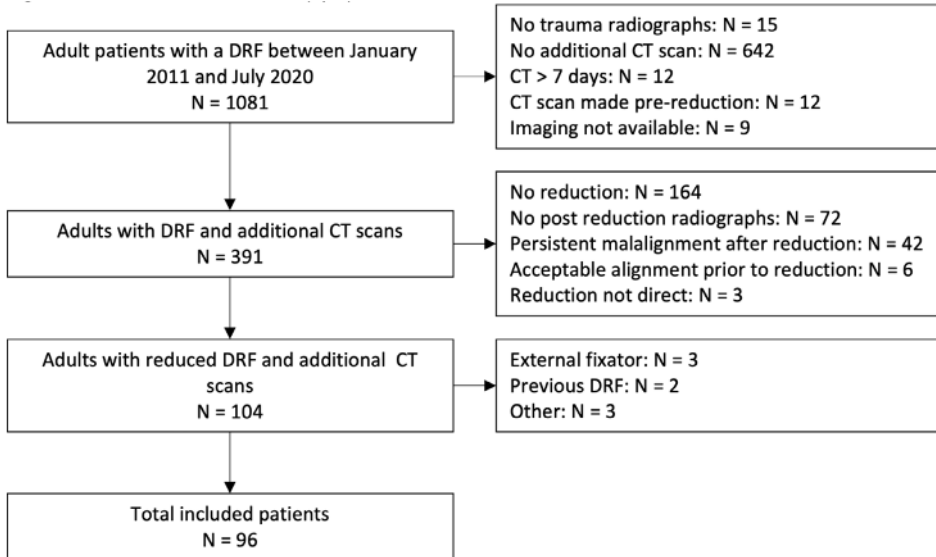 Adult patients with a DRF between January
2011 and July 2020
N = 1081
No trauma radiographs: N = 15
No additional CT scan: N = 642
CT > 7 days: N = 12
CT scan made pre-reduction: N = 12
Imaging not available: N = 9
Adults with DRF and additional CT scans
N = 391
No reduction: N = 164
No post reduction radiographs: N = 72
Persistent malalignment after reduction: N = 42
Acceptable alignment prior to reduction: N = 6
Reduction not direct: N = 3
Adults with reduced DRF and additional CT
scans
N = 104
External fixator: N = 3
Previous DRF: N = 2
Other: N = 3
Total included patients
N = 96